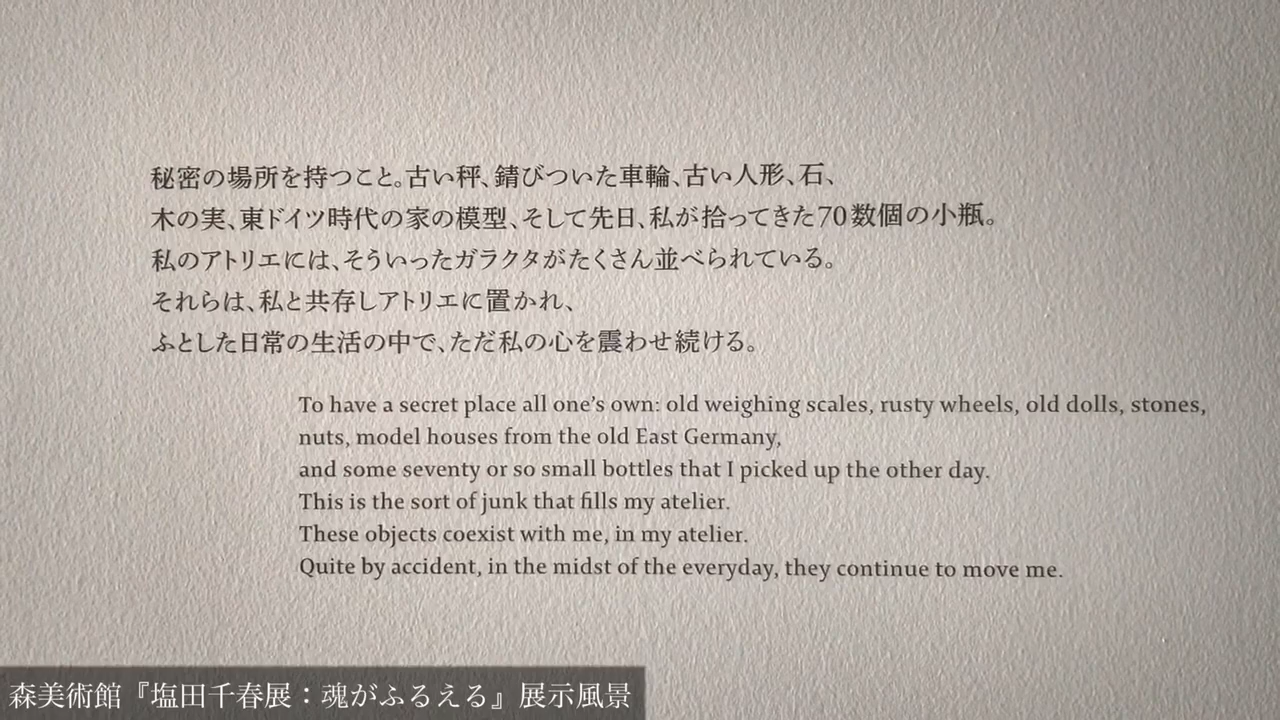 秘密の場所を持つこと。古い秤、錆びついた車輪、古い人形、石、
木の実、東ドイツ時代の家の模型、そして先日、私が拾ってきた70数個の小瓶。
私のアトリエには、そういったガラクタがたくさん並べられている。
それらは、私と共存しアトリエに置かれ、
ふとした日常の生活の中で、ただ私の心を震わせ続ける。
To have a secret place all one's own: old weighing scales, rusty wheels, old dolls, stones,
nuts, model houses from the old East Germany,
and some seventy or so small bottles that I picked up the other day.
This is the sort of junk that fills my atelier.
These objects coexist with me, in my atelier.
Quite by accident, in the midst of the everyday, they continue to move me.
森美術館『塩田千春展：魂がふるえる』展示風景